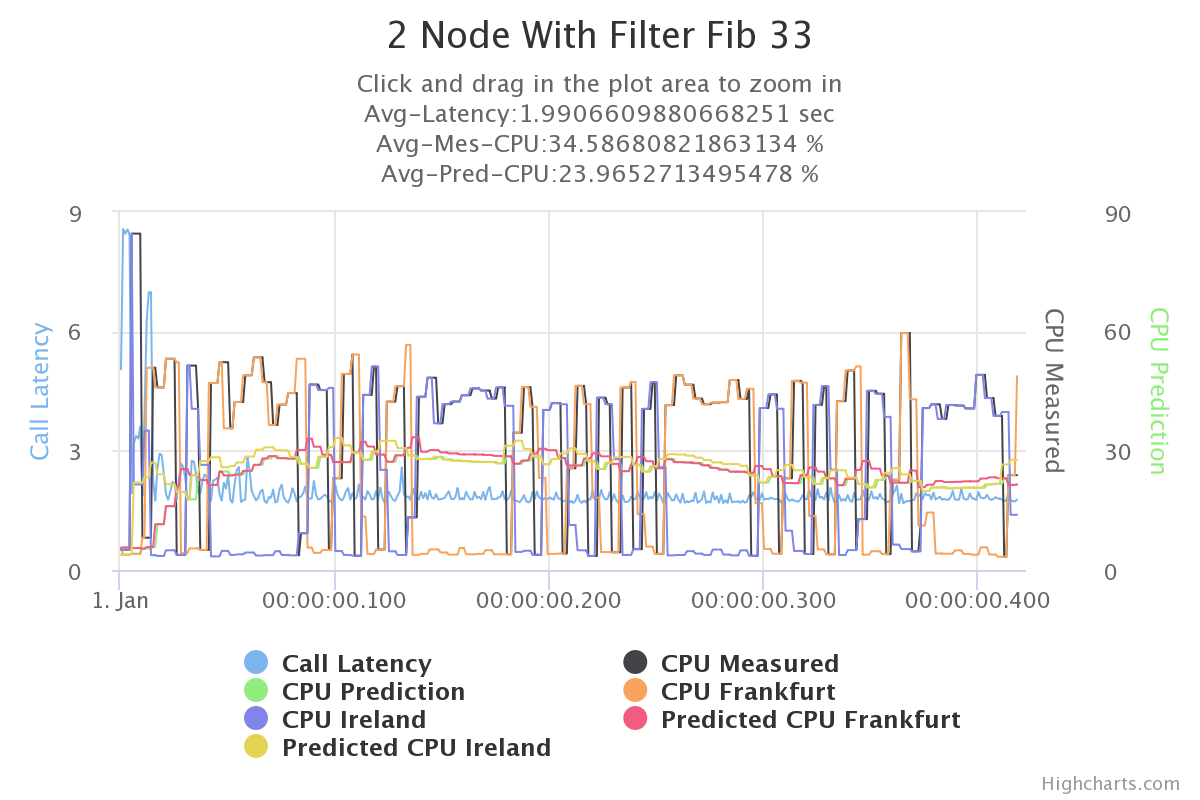 2 Node With Filter Fib 33
Click and drag in the plot area to zoom in
Avg-Latency:1.9906609880668251 sec
Avg-Mes-CPU:34.58680821863134 %
Avg-Pred-CPU:23.9652713495478 %
Call Latency
9
6
3
0
CPU Measured
90
60
30
0
CPU Prediction
1. Jan
00:00:00.100
00:00:00.200
00:00:00.300
00:00:00.400
Call Latency
CPU Measured
CPU Prediction
CPU Frankfurt
CPU Ireland
Predicted CPU Frankfurt
Predicted CPU Ireland
Highcharts.com